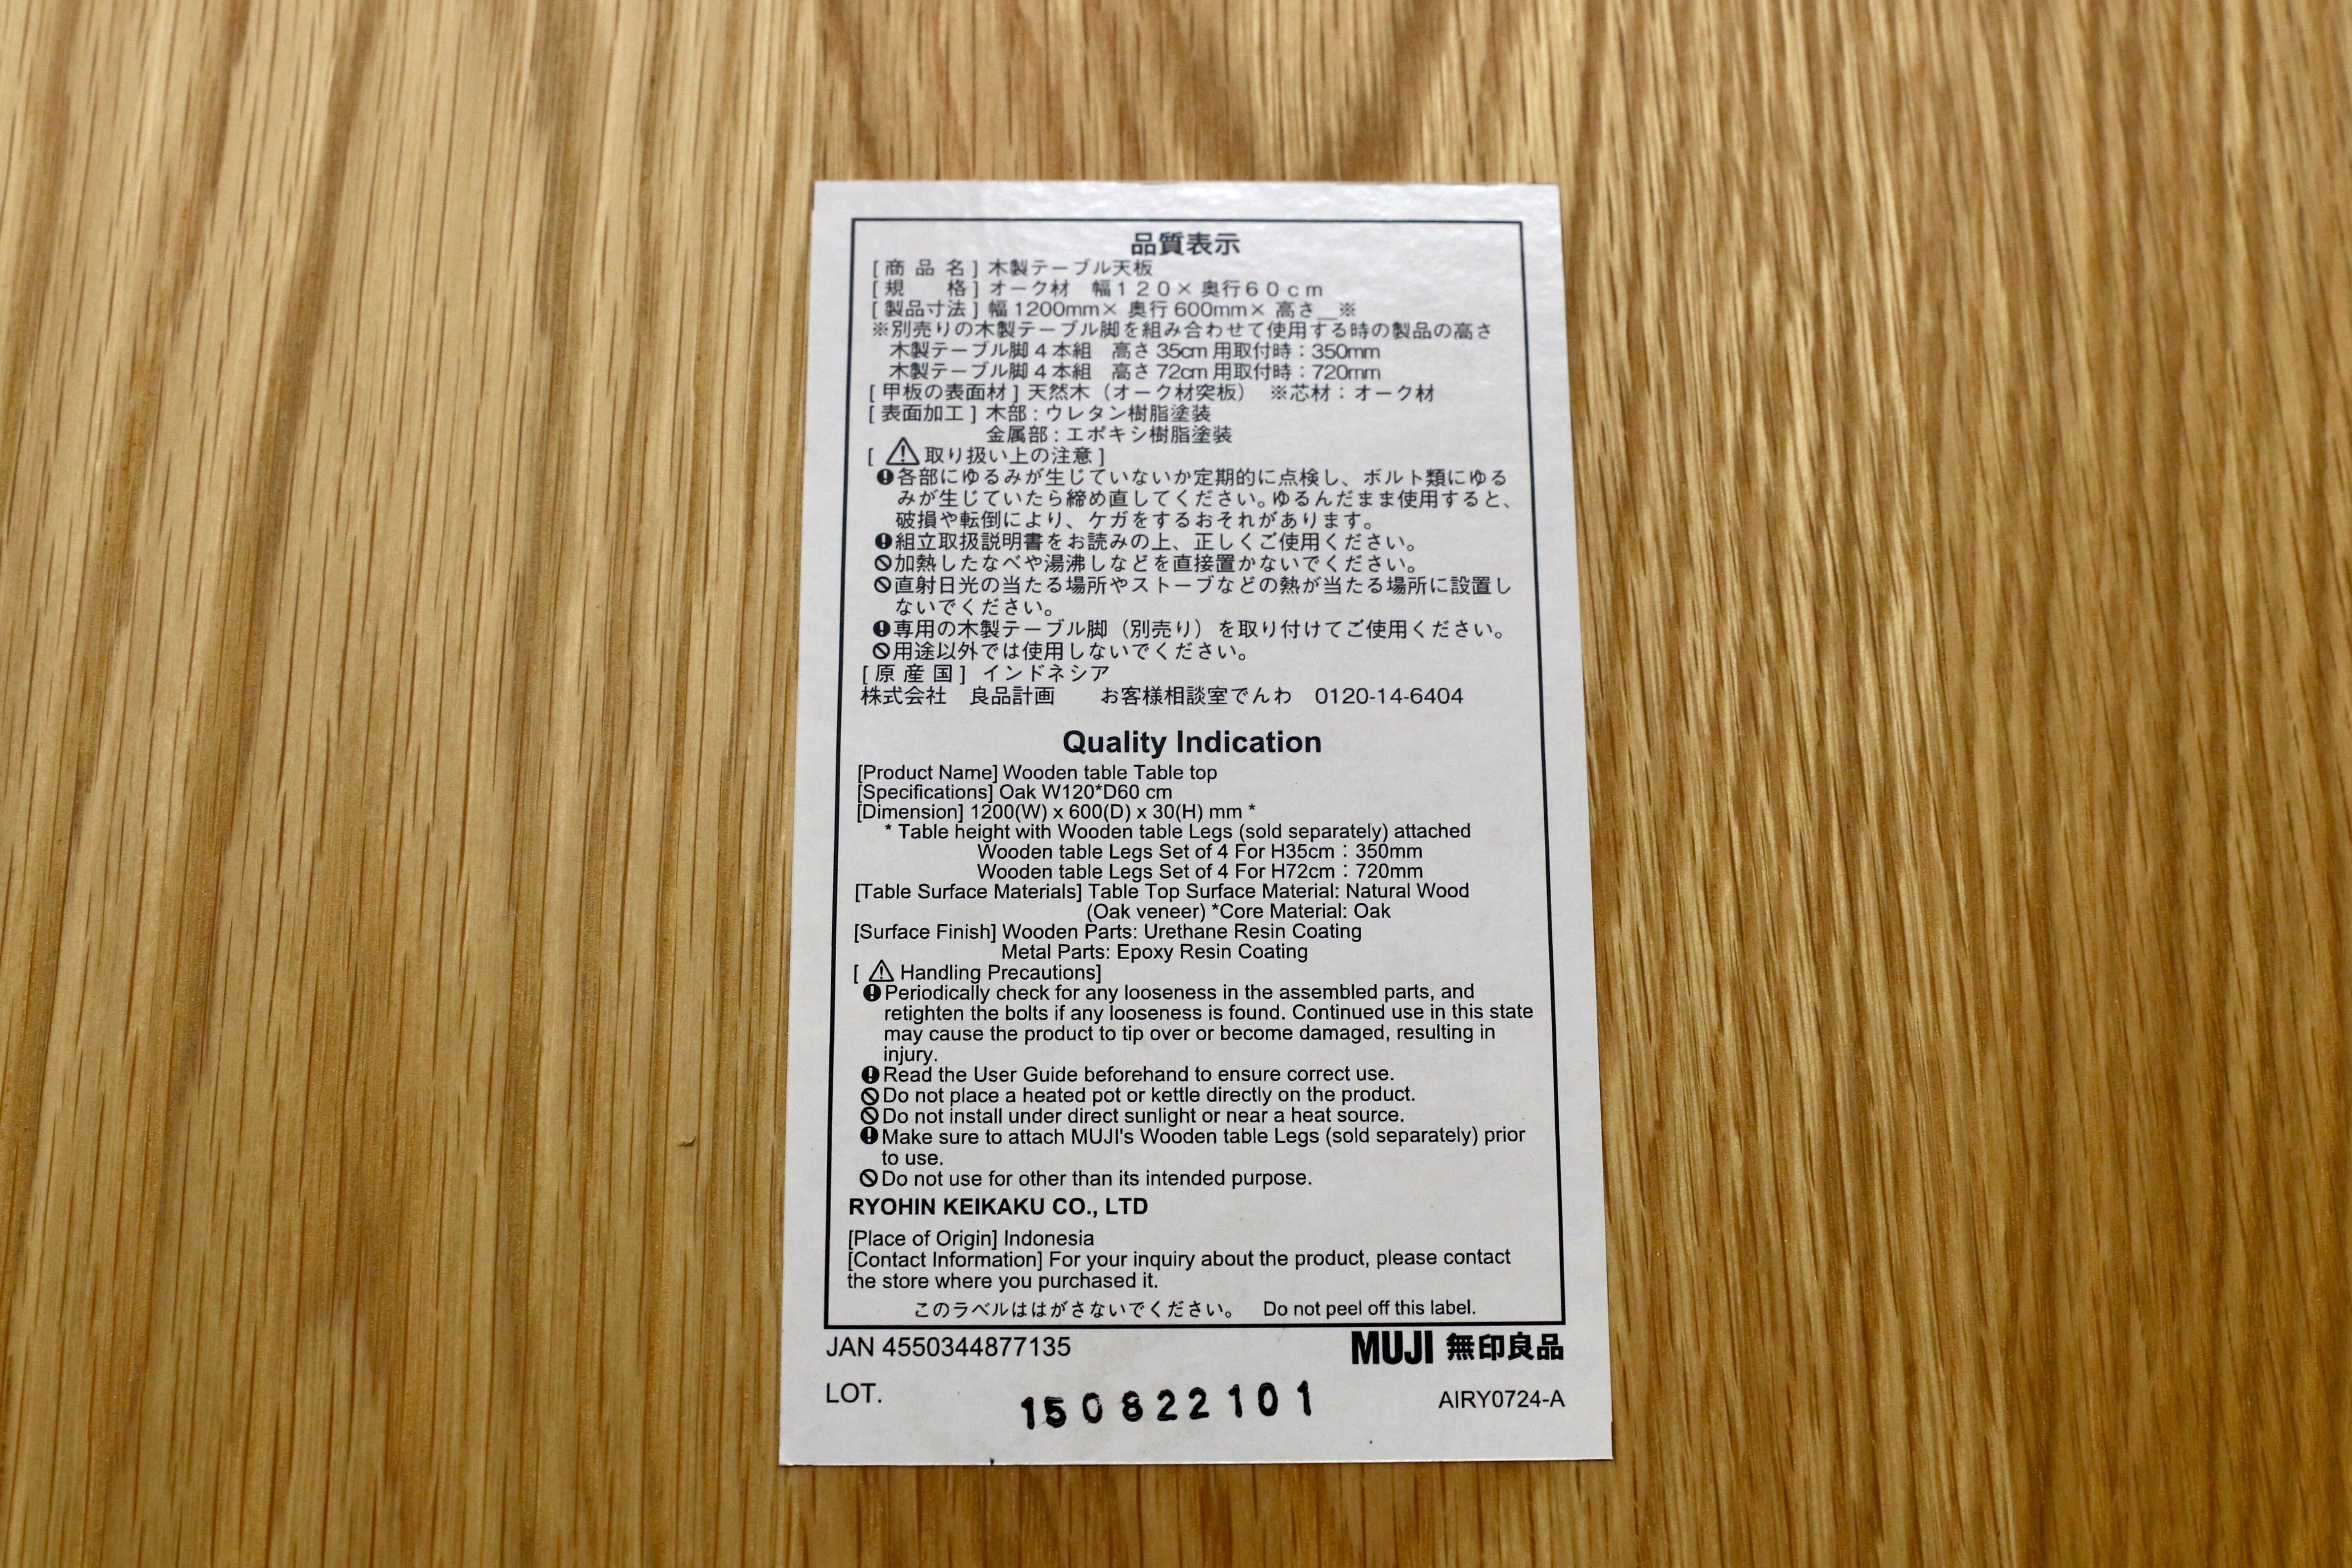 品質表示
[ 商 品 名 ] 木製テーブル天板
[ 規　　格 ] オーク材　幅１２０× 奥行６０ｃｍ
[ 製品寸法 ] 幅 1200mm× 奥行 600mm× 高さ＿※
※別売りの木製テーブル脚を組み合わせて使用する時の製品の高さ
木製テーブル脚 4 本組　高さ 35cm 用取付時：350mm
木製テーブル脚 4 本組　高さ 72cm 用取付時：720mm
[ 甲板の表面材 ] 天然木（オーク材突板）　※芯材：オーク材
[ 表面加工 ] 木部：ウレタン樹脂塗装
金属部：エポキシ樹脂塗装
[ ⚠ 取り扱い上の注意 ]
各部にゆるみが生じていないか定期的に点検し、ボルト類にゆる
みが生じていたら締め直してください。ゆるんだまま使用すると、
破損や転倒により、ケガをするおそれがあります。
組立取扱説明書をお読みの上、正しくご使用ください。
加熱したなべや湯沸しなどを直接置かないでください。
直射日光の当たる場所やストーブなどの熱が当たる場所に設置し
ないでください。
専用の木製テーブル脚（別売り）を取り付けてご使用ください。
用途以外では使用しないでください。
[ 原 産 国 ] インドネシア
株式会社　良品計画　　お客様相談室でんわ　0120-14-6404
Quality Indication
[Product Name] Wooden table Table top
[Specifications] Oak W120*D60 cm
[Dimension] 1200(W) x 600(D) x 30(H) mm *
* Table height with Wooden table Legs (sold separately) attached
Wooden table Legs Set of 4 For H35cm：350mm
Wooden table Legs Set of 4 For H72cm：720mm
[Table Surface Materials] Table Top Surface Material: Natural Wood
(Oak veneer) *Core Material: Oak
[Surface Finish] Wooden Parts: Urethane Resin Coating
Metal Parts: Epoxy Resin Coating
[ ⚠ Handling Precautions]
Periodically check for any looseness in the assembled parts, and
retighten the bolts if any looseness is found. Continued use in this state
may cause the product to tip over or become damaged, resulting in
injury.
Read the User Guide beforehand to ensure correct use.
Do not place a heated pot or kettle directly on the product.
Do not install under direct sunlight or near a heat source.
Make sure to attach MUJI's Wooden table Legs (sold separately) prior
to use.
Do not use for other than its intended purpose.
RYOHIN KEIKAKU CO., LTD
[Place of Origin] Indonesia
[Contact Information] For your inquiry about the product, please contact
the store where you purchased it.
このラベルははがさないでください。　Do not peel off this label.
JAN 4550344877135　MUJI 無印良品
LOT.　150822101　AIRY0724-A